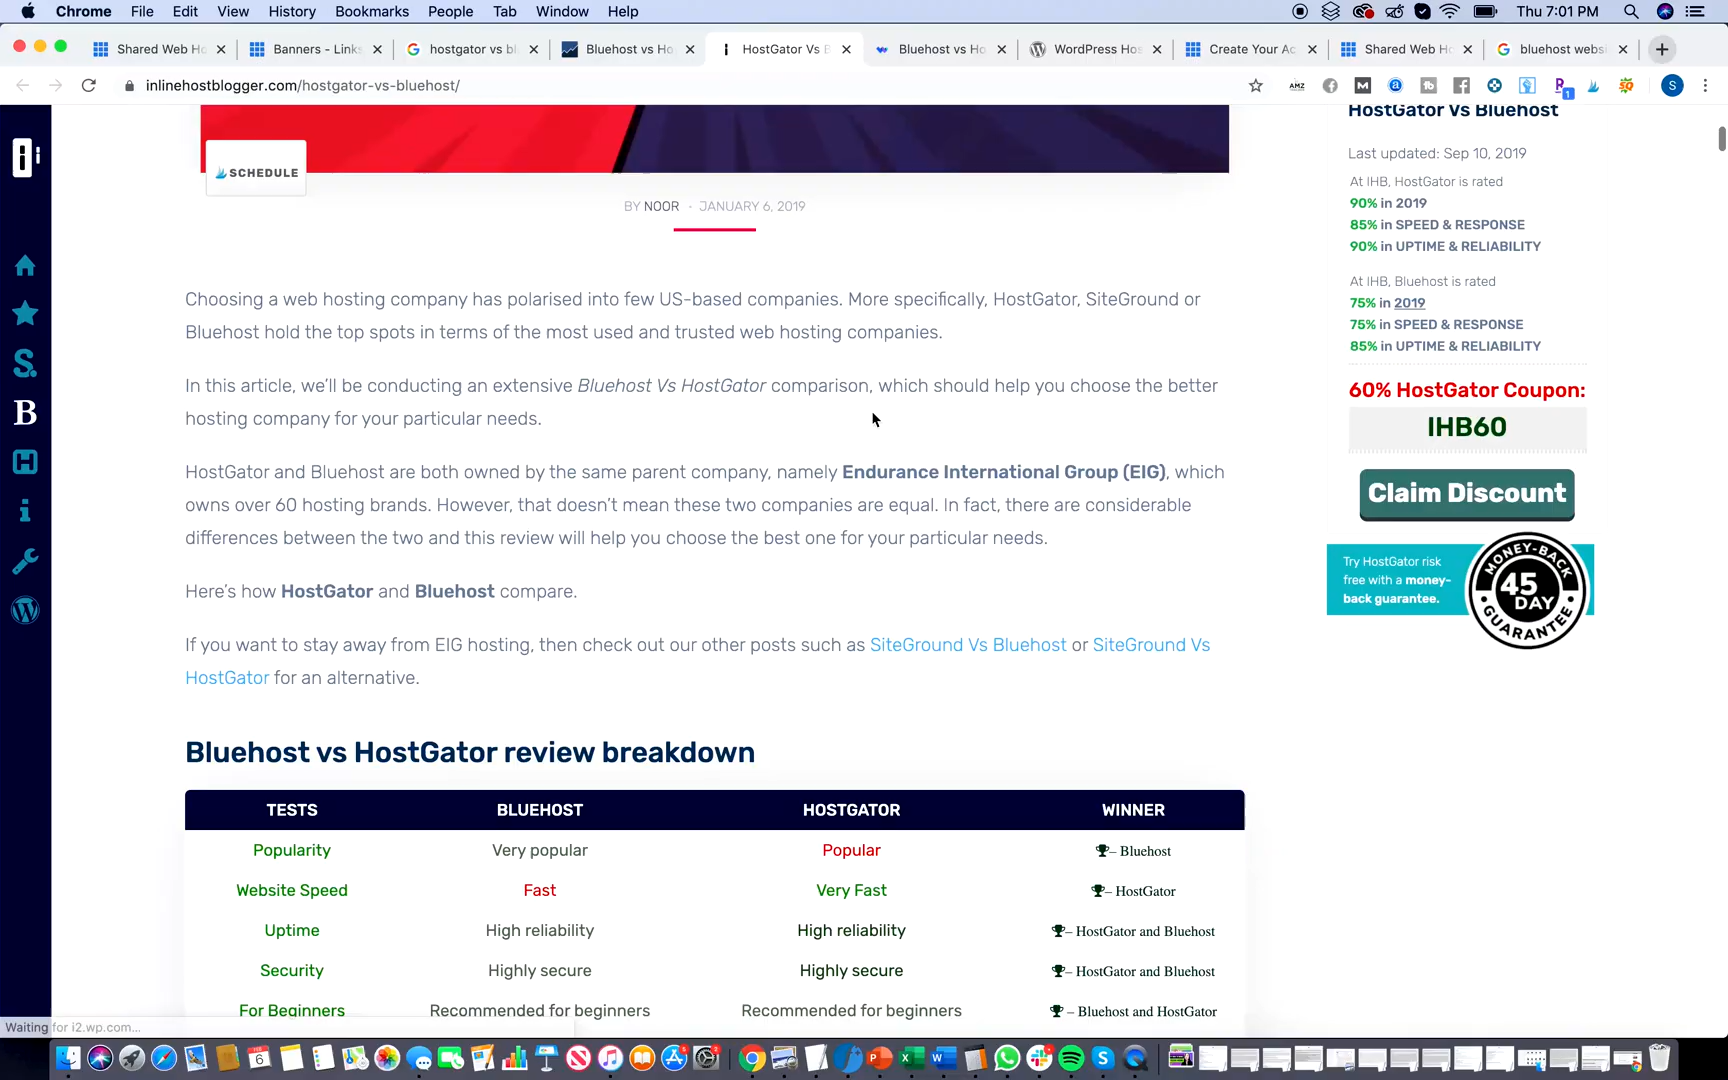 Chrome File Edit View History Bookmarks People Tab Window Help Thu 7:01 PM
Shared Web Ho Banners - Links hostgator vs bl Bluehost vs Ho HostGator Vs B Bluehost vs Ho WordPress Hos Create Your Ac Shared Web Ho bluehost websi
inlinehostblogger.com/hostgator-vs-bluehost/
SCHEDULE
BY NOOR · JANUARY 6, 2019
Choosing a web hosting company has polarised into few US-based companies. More specifically, HostGator, SiteGround or
Bluehost hold the top spots in terms of the most used and trusted web hosting companies.
In this article, we'll be conducting an extensive Bluehost Vs HostGator comparison, which should help you choose the better
hosting company for your particular needs.
HostGator and Bluehost are both owned by the same parent company, namely Endurance International Group (EIG), which
owns over 60 hosting brands. However, that doesn't mean these two companies are equal. In fact, there are considerable
differences between the two and this review will help you choose the best one for your particular needs.
Here's how HostGator and Bluehost compare.
If you want to stay away from EIG hosting, then check out our other posts such as SiteGround Vs Bluehost or SiteGround Vs
HostGator for an alternative.
Bluehost vs HostGator review breakdown
TESTS BLUEHOST HOSTGATOR WINNER
Popularity Very popular Popular – Bluehost
Website Speed Fast Very Fast – HostGator
Uptime High reliability High reliability – HostGator and Bluehost
Security Highly secure Highly secure – HostGator and Bluehost
For Beginners Recommended for beginners Recommended for beginners – Bluehost and HostGator
HostGator Vs Bluehost
Last updated: Sep 10, 2019
At IHB, HostGator is rated
90% in 2019
85% in SPEED & RESPONSE
90% in UPTIME & RELIABILITY
At IHB, Bluehost is rated
75% in 2019
75% in SPEED & RESPONSE
85% in UPTIME & RELIABILITY
60% HostGator Coupon:
IHB60
Claim Discount
Try HostGator risk
free with a money-
back guarantee.
MONEY-BACK
45
DAY
GUARANTEE
Waiting for i2.wp.com...